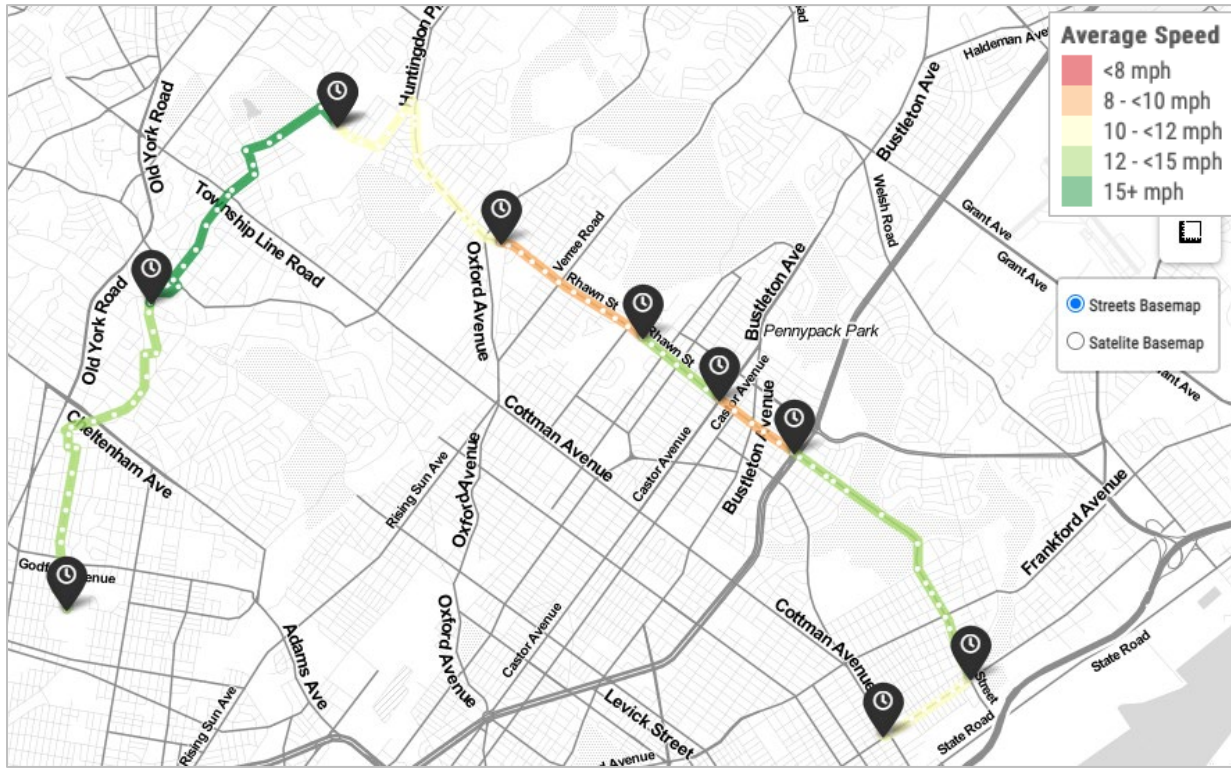 Average Speed
<8 mph
8 - <10 mph
10 - <12 mph
12 - <15 mph
15+ mph
Streets Basemap
Satelite Basemap
Old York Road
Huntingdon
Haldeman Ave
Bustleton Ave
Welsh Road
Grant Ave
Grant Ave
Township Line Road
Verree Road
Oxford Avenue
Rhawn St
Rhawn St
Bustleton Ave
Pennypack Park
Old York Road
Castor Avenue
Bustleton Avenue
Cheltenham Ave
Cottman Avenue
Castor Avenue
Rising Sun Ave
Oxford Avenue
Frankford Avenue
Oxford Avenue
Castor Avenue
Cottman Avenue
Adams Ave
Rising Sun Ave
Levick Street
Street
State Road
State Road
Avenue